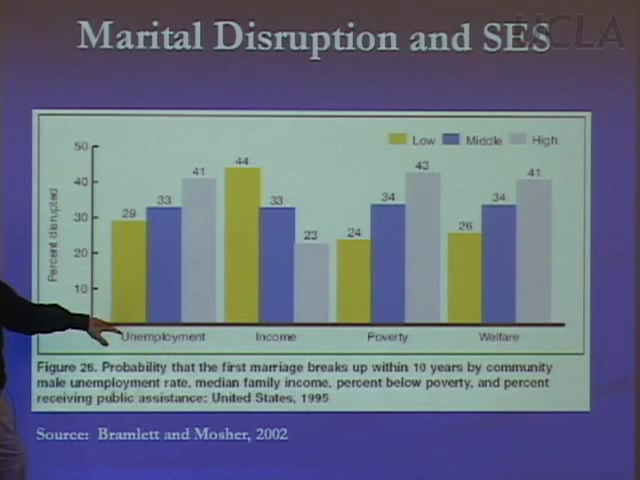 UCLA
Marital Disruption and SES
Low Middle High
Percent disrupted
50
40
30
20
10
29 33 41
44 33 23
24 34 43
26 34 41
Unemployment Income Poverty Welfare
Figure 26. Probability that the first marriage breaks up within 10 years by community
male unemployment rate, median family income, percent below poverty, and percent
receiving public assistance: United States, 1995
Source: Bramlett and Mosher, 2002